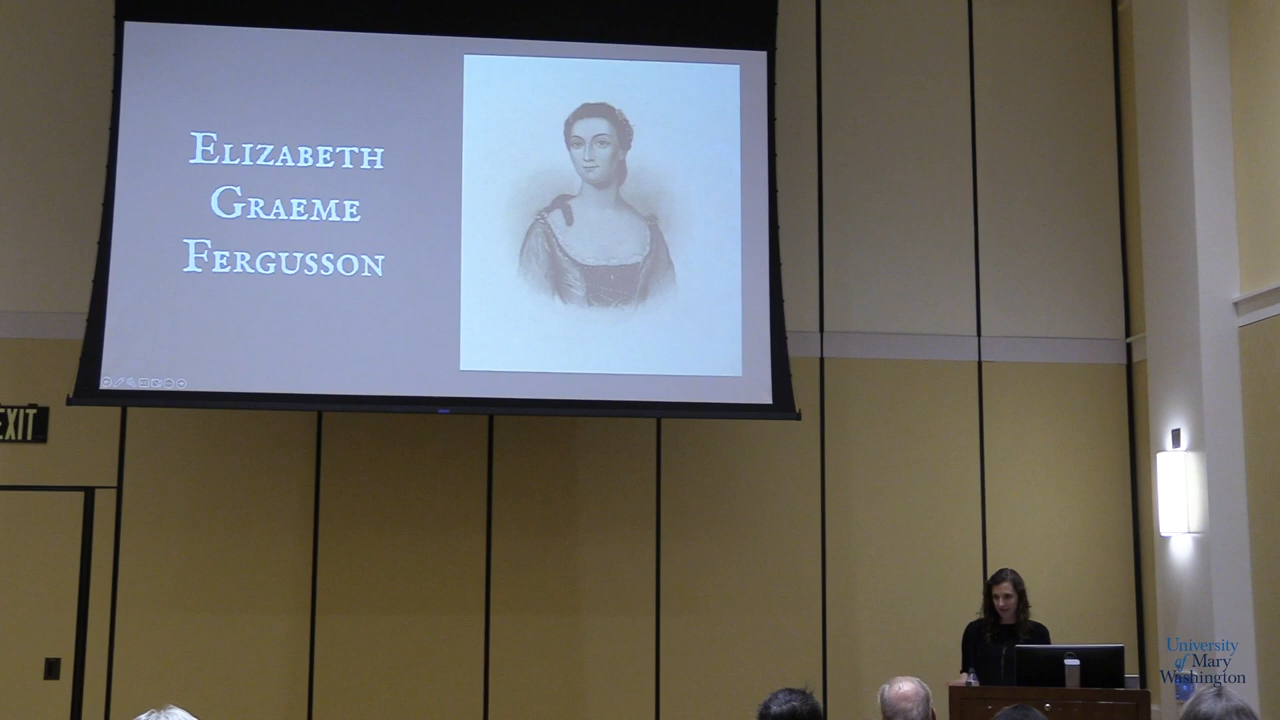 ELIZABETH
GRAEME
FERGUSSON
EXIT
University
of Mary
Washington